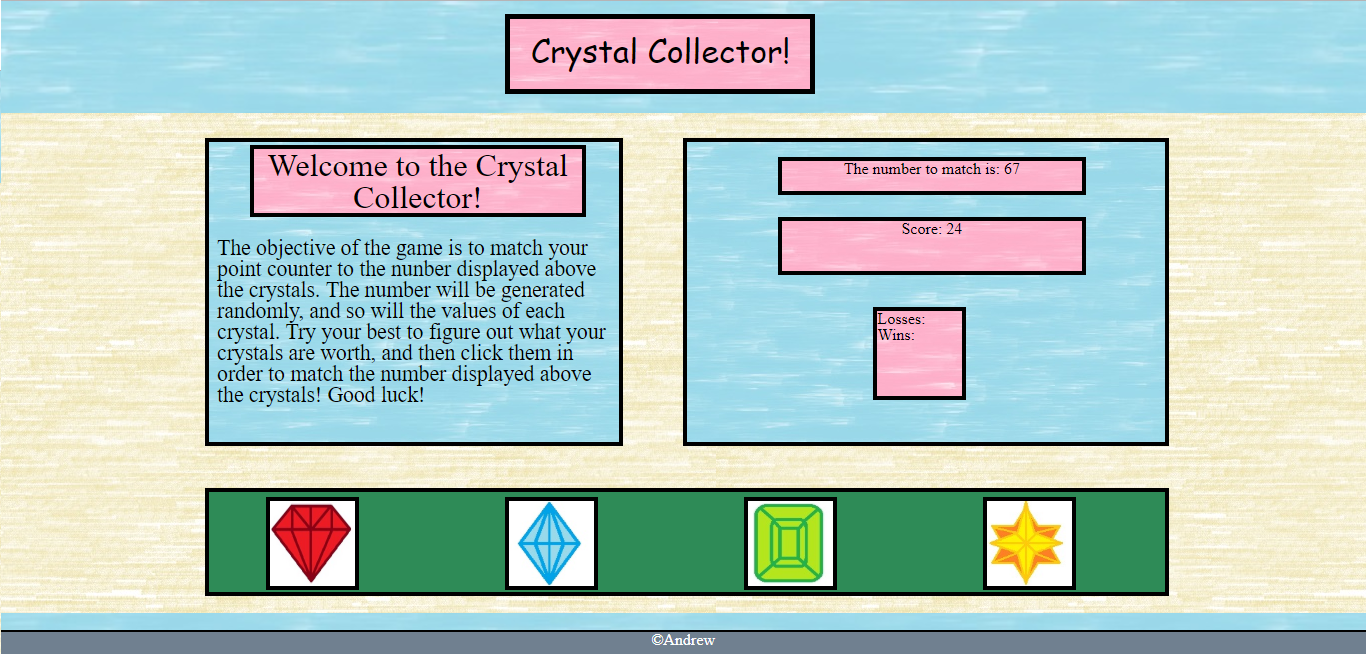 Crystal Collector!
Welcome to the Crystal
Collector!
The objective of the game is to match your
point counter to the nunber displayed above
the crystals. The number will be generated
randomly, and so will the values of each
crystal. Try your best to figure out what your
crystals are worth, and then click them in
order to match the number displayed above
the crystals! Good luck!
The number to match is: 67
Score: 24
Losses:
Wins:
©Andrew